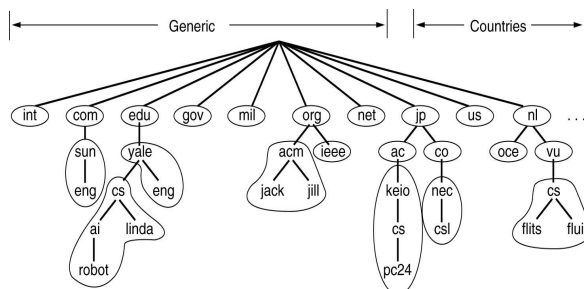 Generic Countries
int com edu gov mil org net jp us nl ...
sun yale acm ieee ac co oce vu
eng cs eng jack jill keio nec cs
ai linda cs csl flits flui
robot pc24